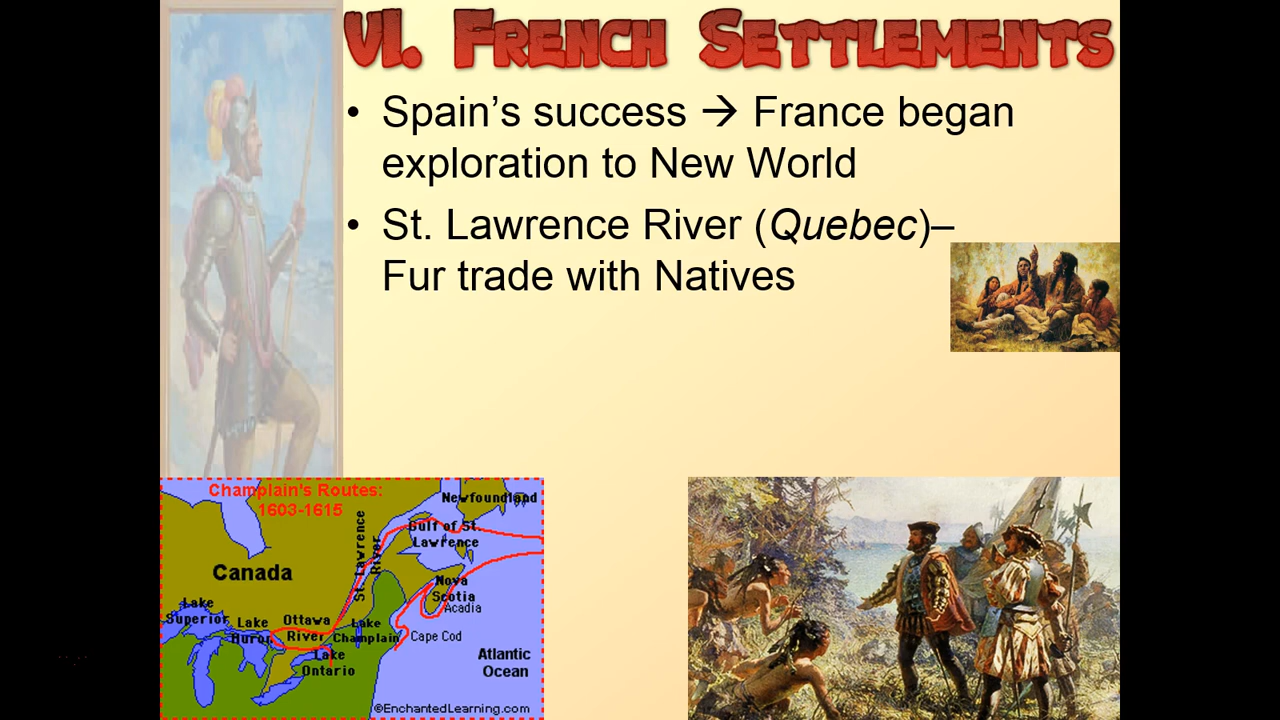 VI. French Settlements
• Spain’s success → France began
exploration to New World
• St. Lawrence River (Quebec)–
Fur trade with Natives
Champlain's Routes:
1603-1615
Newfoundland
Gulf of St.
Lawrence
St. Lawrence
River
Canada
Nova
Scotia
Acadia
Lake
Superior
Lake
Huron
Ottawa
River
Lake
Champlain
Cape Cod
Lake
Ontario
Atlantic
Ocean
©EnchantedLearning.com